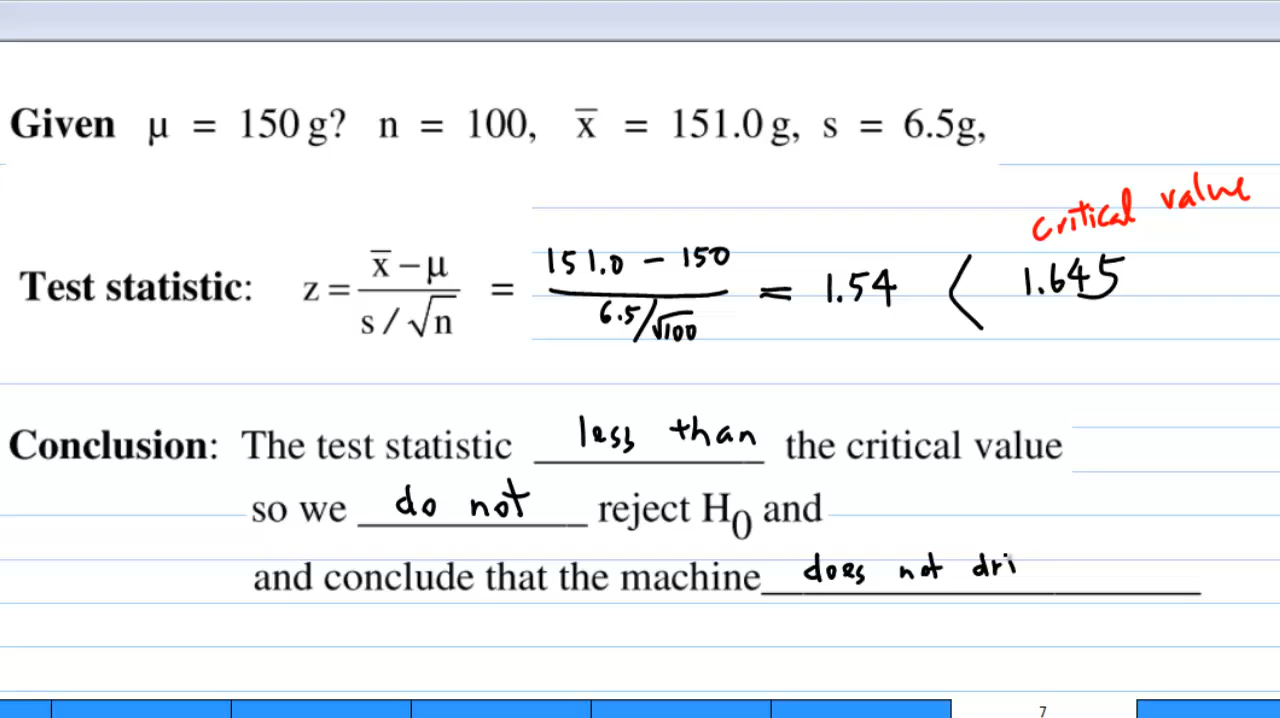 Given μ = 150 g? n = 100, x̄ = 151.0 g, s = 6.5g,
critical value
Test statistic: z = (x̄ − μ)/(s / √n) = (151.0 − 150)/(6.5/√100) = 1.54 < 1.645
Conclusion: The test statistic less than the critical value
so we do not reject H₀ and
and conclude that the machine does not dri
7